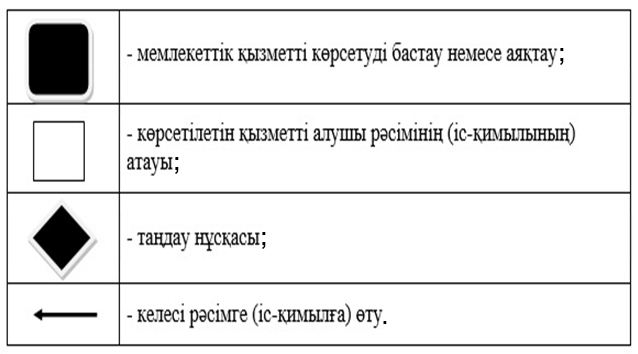 - мемлекеттік қызметті көрсетуді бастау немесе аяқтау;
- көрсетілетін қызметті алушы рәсімінің (іс-қимылының)
атауы;
- таңдау нұсқасы;
- келесі рәсімге (іс-қимылға) өту.